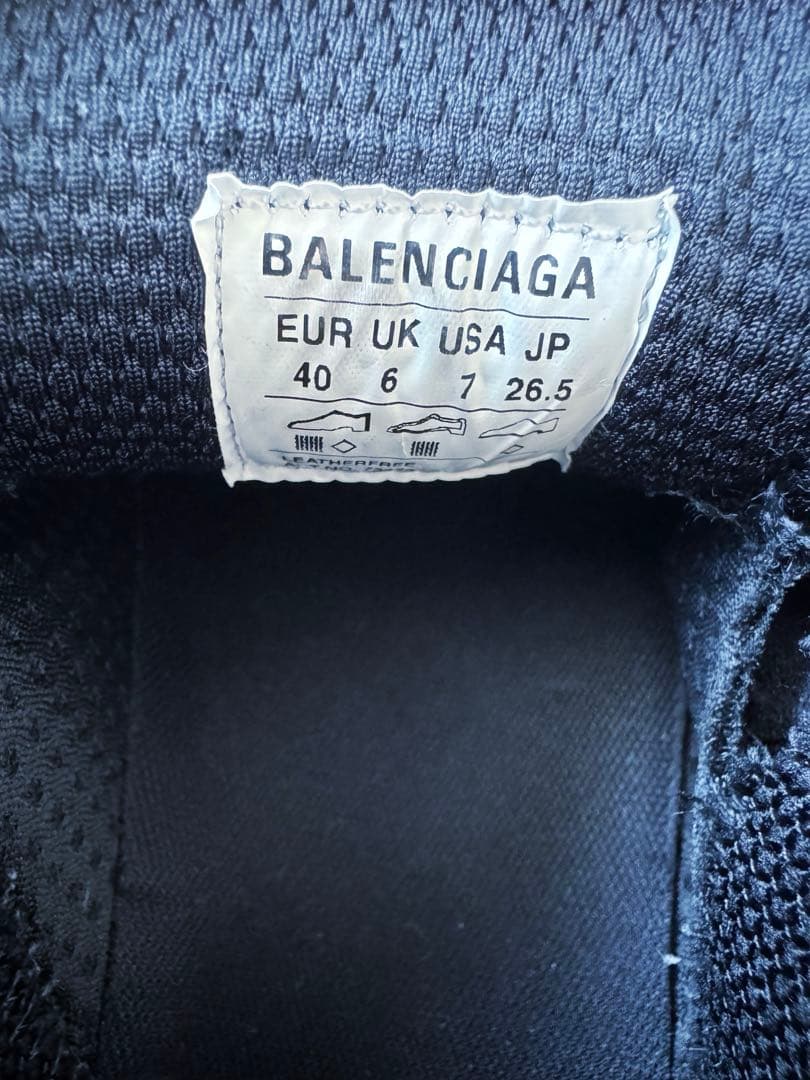 BALENCIAGA
EUR UK USA JP
40 6 7 26.5
LEATHERFREE